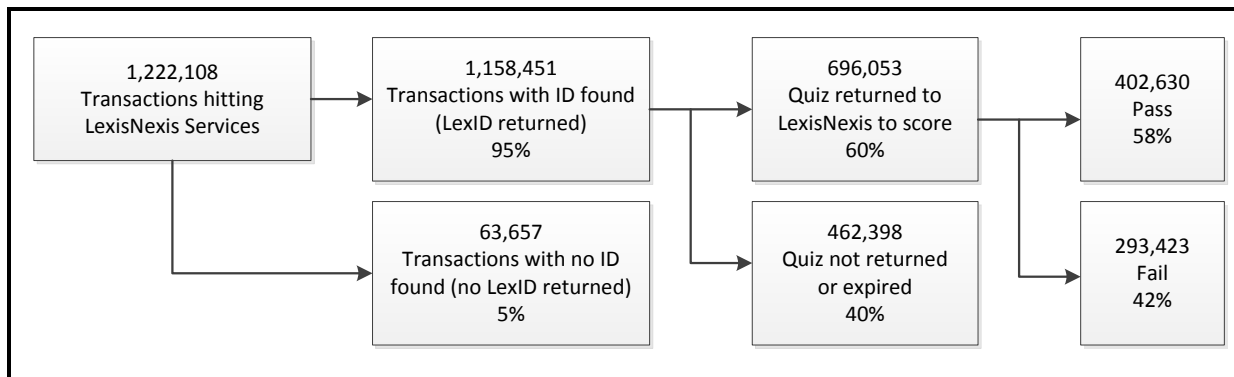 1,222,108
Transactions hitting
LexisNexis Services
1,158,451
Transactions with ID found
(LexID returned)
95%
696,053
Quiz returned to
LexisNexis to score
60%
402,630
Pass
58%
63,657
Transactions with no ID
found (no LexID returned)
5%
462,398
Quiz not returned
or expired
40%
293,423
Fail
42%